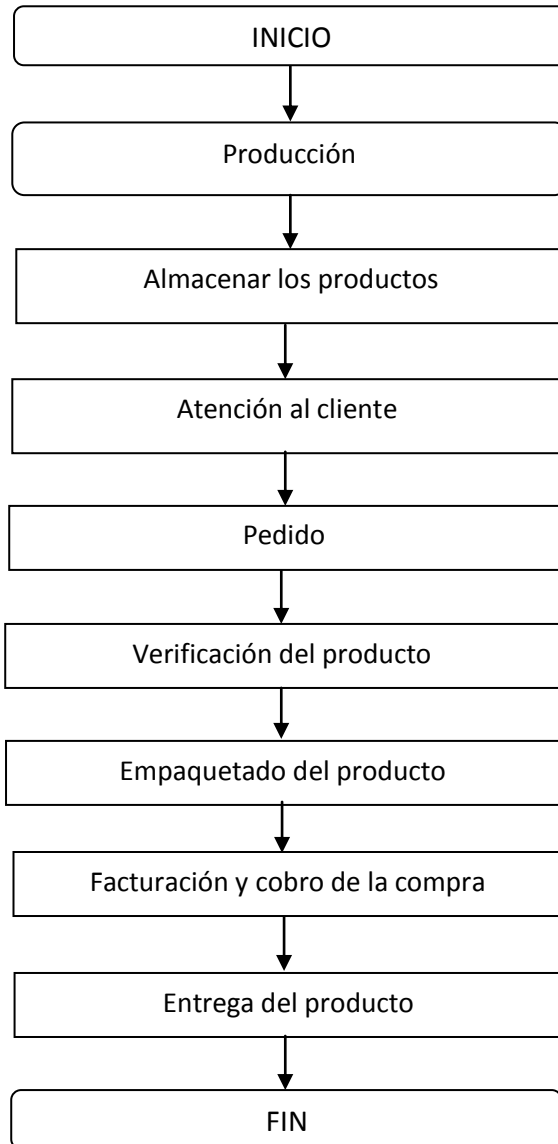 INICIO
Producción
Almacenar los productos
Atención al cliente
Pedido
Verificación del producto
Empaquetado del producto
Facturación y cobro de la compra
Entrega del producto
FIN